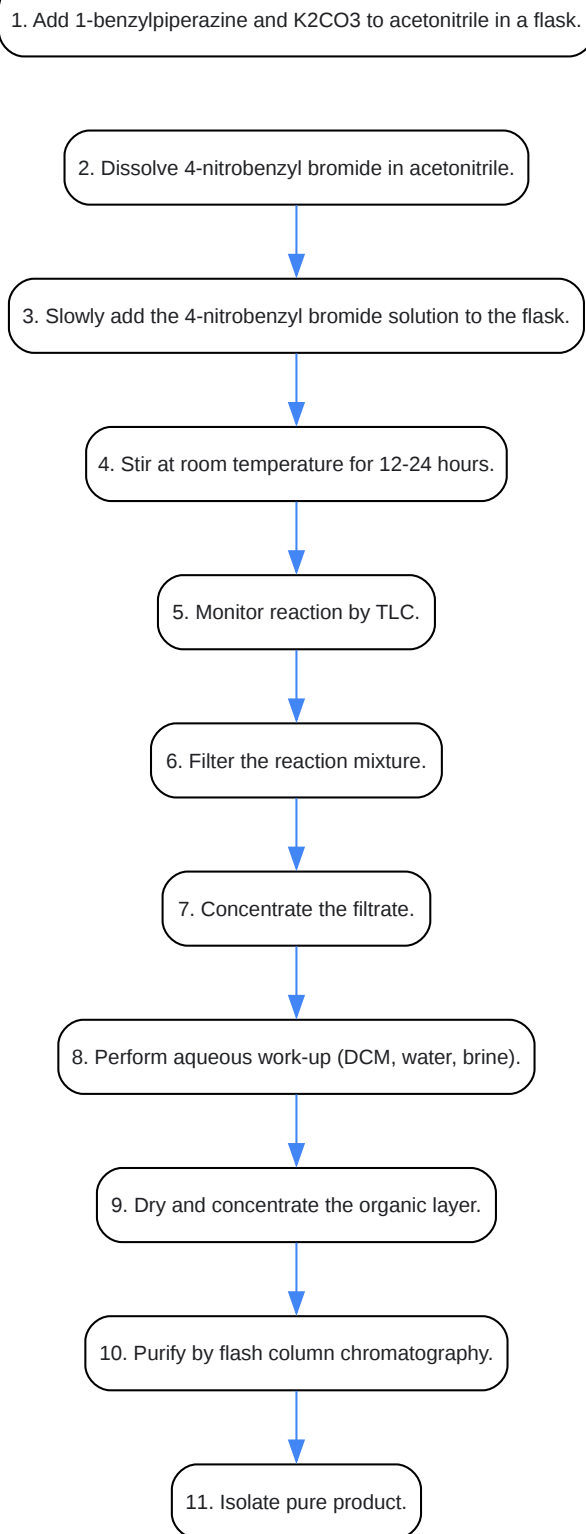 1. Add 1-benzylpiperazine and K2CO3 to acetonitrile in a flask.
2. Dissolve 4-nitrobenzyl bromide in acetonitrile.
3. Slowly add the 4-nitrobenzyl bromide solution to the flask.
4. Stir at room temperature for 12-24 hours.
5. Monitor reaction by TLC.
6. Filter the reaction mixture.
7. Concentrate the filtrate.
8. Perform aqueous work-up (DCM, water, brine).
9. Dry and concentrate the organic layer.
10. Purify by flash column chromatography.
11. Isolate pure product.